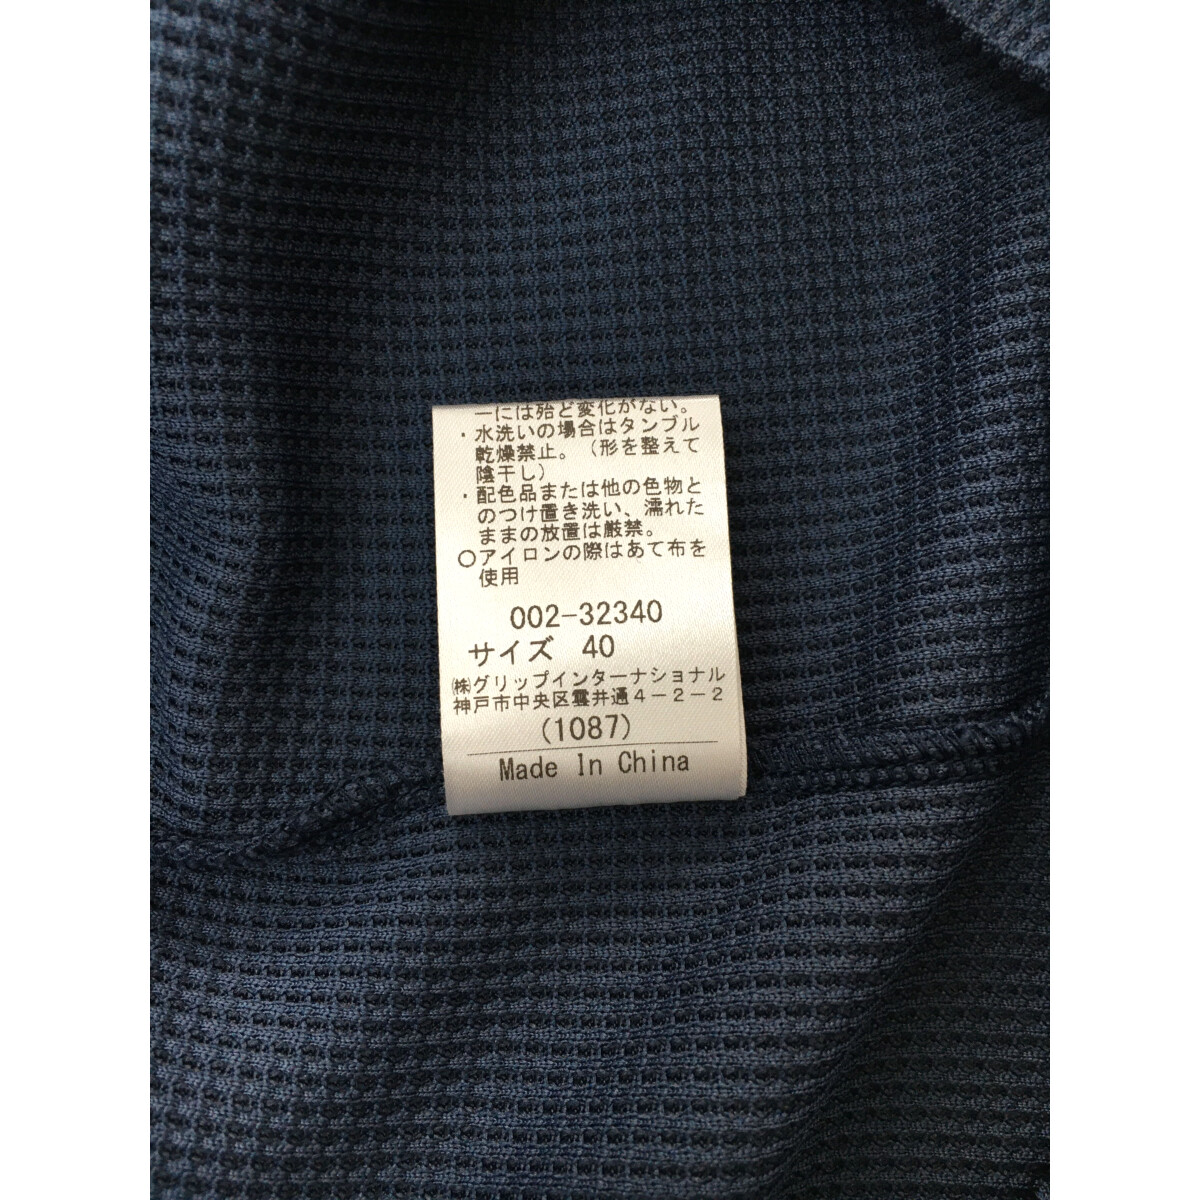 ーには殆ど変化がない。
・水洗いの場合はタンブル
乾燥禁止。（形を整えて
陰干し）
・配色品または他の色物と
のつけ置き洗い、濡れた
ままの放置は厳禁。
○アイロンの際はあて布を
使用
002-32340
サイズ 40
㈱グリップインターナショナル
神戸市中央区雲井通４－２－２
(1087)
Made In China